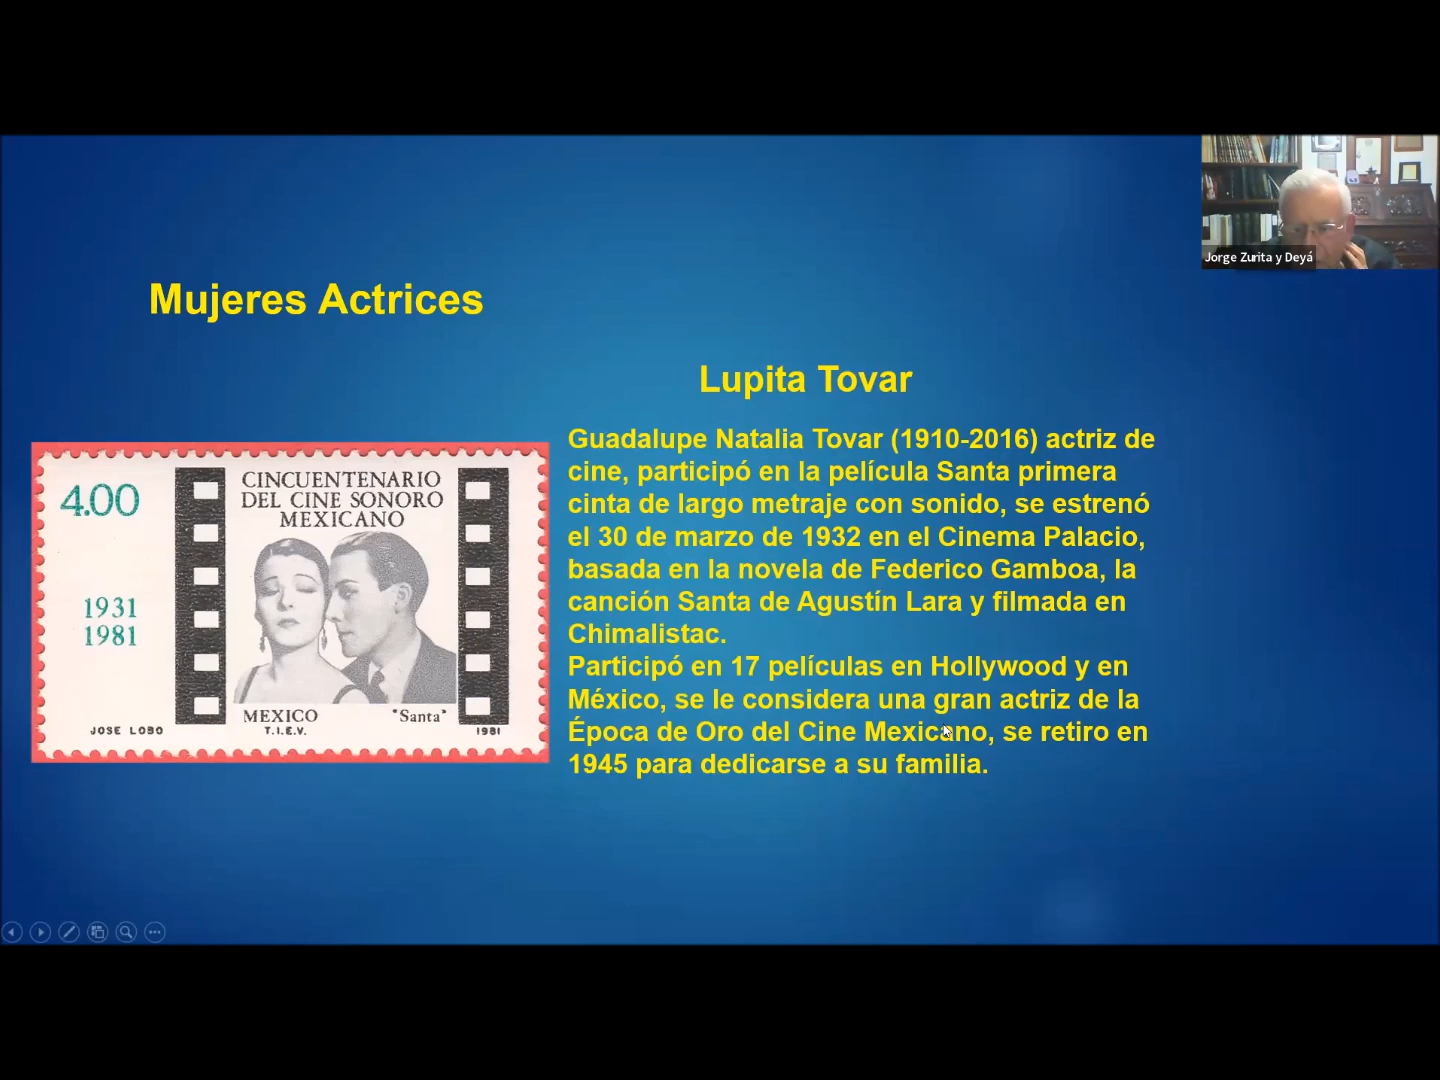 Jorge Zurita y Deyá
Mujeres Actrices
Lupita Tovar
Guadalupe Natalia Tovar (1910-2016) actriz de
cine, participó en la película Santa primera
cinta de largo metraje con sonido, se estrenó
el 30 de marzo de 1932 en el Cinema Palacio,
basada en la novela de Federico Gamboa, la
canción Santa de Agustín Lara y filmada en
Chimalistac.
Participó en 17 películas en Hollywood y en
México, se le considera una gran actriz de la
Época de Oro del Cine Mexicano, se retiro en
1945 para dedicarse a su familia.
4.00
CINCUENTENARIO
DEL CINE SONORO
MEXICANO
1931
1981
MEXICO
"Santa"
JOSE LOBO
T.I.E.V.
1981